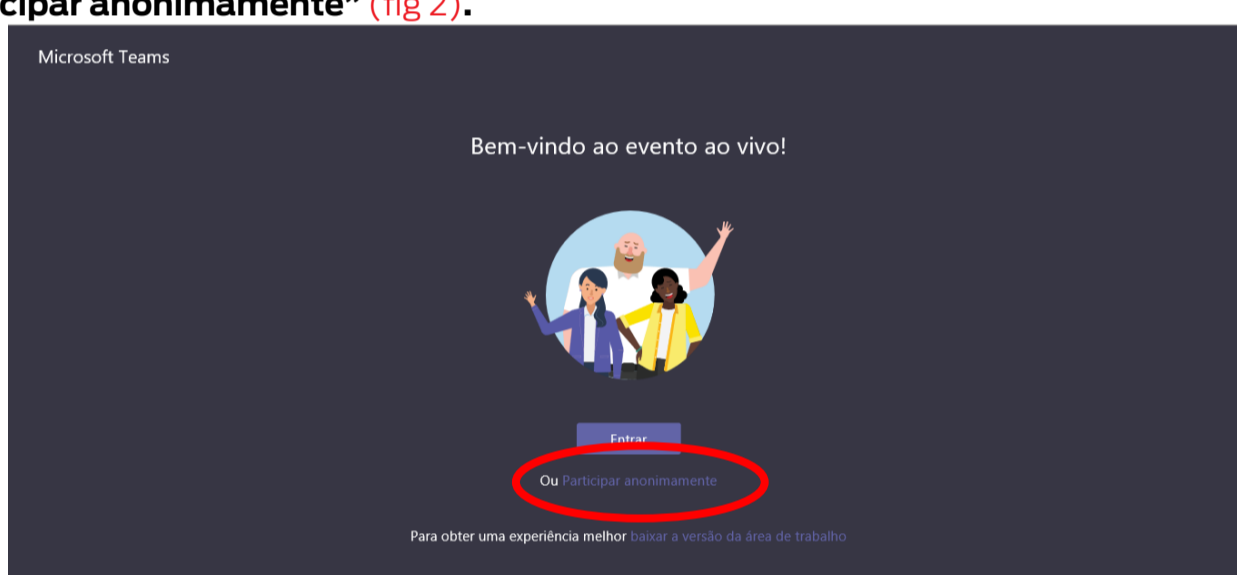 cipar anonimamente” (fig 2).
Microsoft Teams
Bem-vindo ao evento ao vivo!
Entrar
Ou Participar anonimamente
Para obter uma experiência melhor baixar a versão da área de trabalho